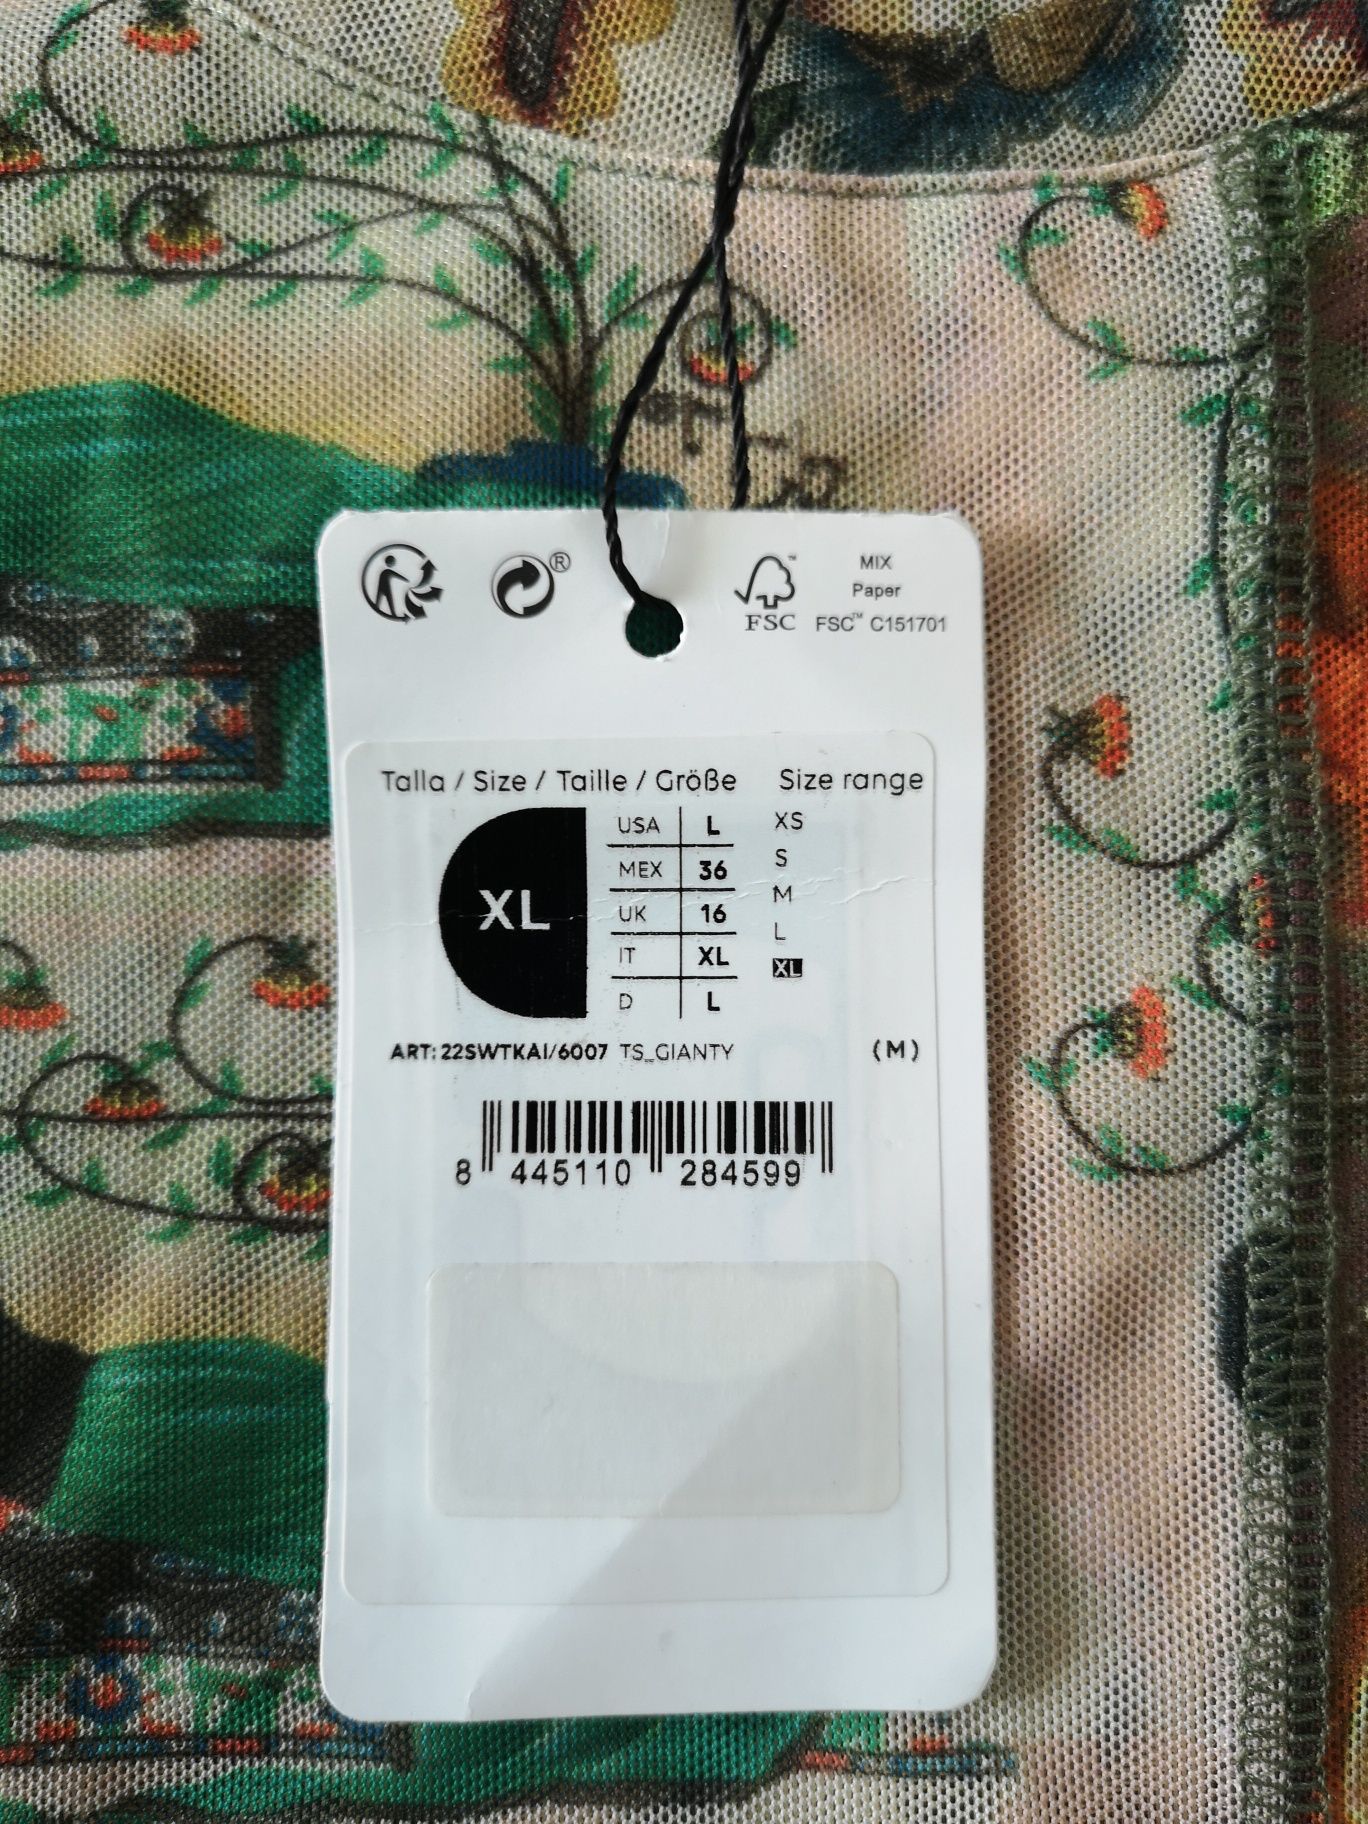 ®
FSC™
MIX
Paper
FSC™ C151701
Talla / Size / Taille / Größe
Size range
XL
USA L
MEX 36
UK 16
IT XL
D L
XS
S
M
L
XL
ART: 22SWTKAI/6007 TS_GIANTY (M)
8 445110 284599